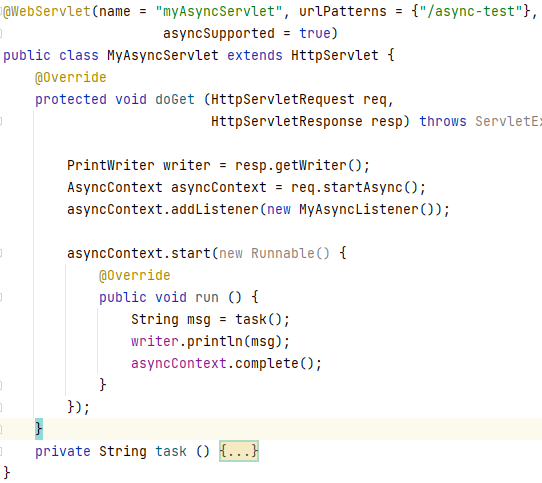 @WebServlet(name = "myAsyncServlet", urlPatterns = {"/async-test"},
asyncSupported = true)
public class MyAsyncServlet extends HttpServlet {
@Override
protected void doGet (HttpServletRequest req,
HttpServletResponse resp) throws ServletEx
PrintWriter writer = resp.getWriter();
AsyncContext asyncContext = req.startAsync();
asyncContext.addListener(new MyAsyncListener());
asyncContext.start(new Runnable() {
@Override
public void run () {
String msg = task();
writer.println(msg);
asyncContext.complete();
}
});
}
private String task () {...}
}